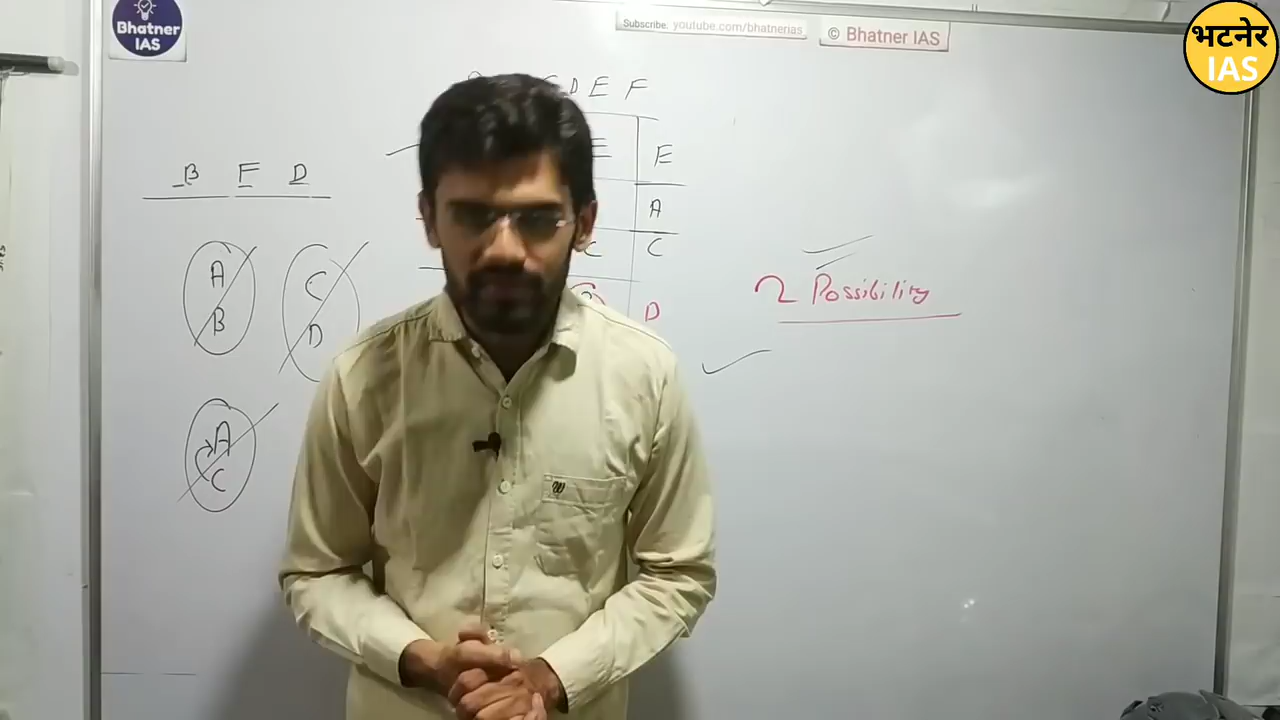 Bhatner
IAS
Subscribe. youtube.com/bhatnerias
© Bhatner IAS
भटनेर
IAS
D E F
B F D
E
A
C
D
A
B
C
D
A
C
2 Possibility